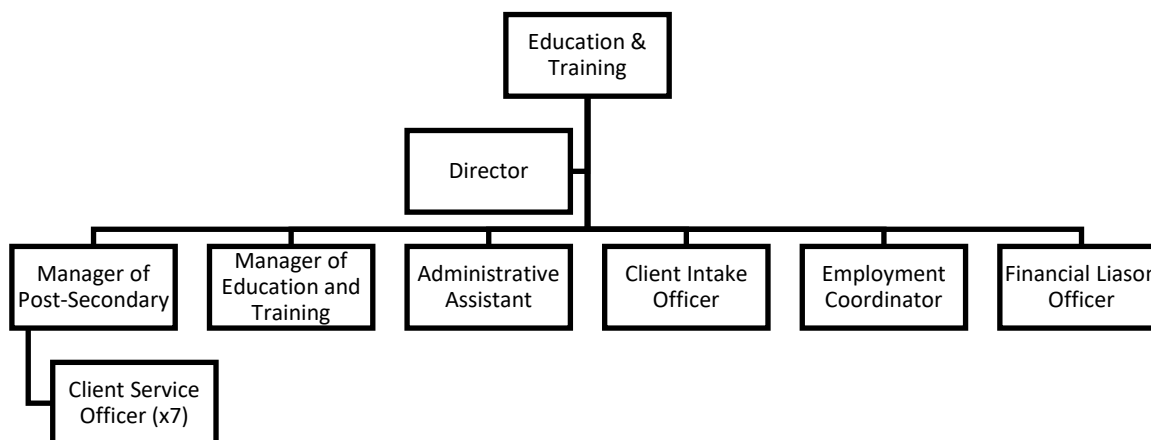 Education &
Training
Director
Manager of
Post-Secondary
Manager of
Education and
Training
Administrative
Assistant
Client Intake
Officer
Employment
Coordinator
Financial Liason
Officer
Client Service
Officer (x7)